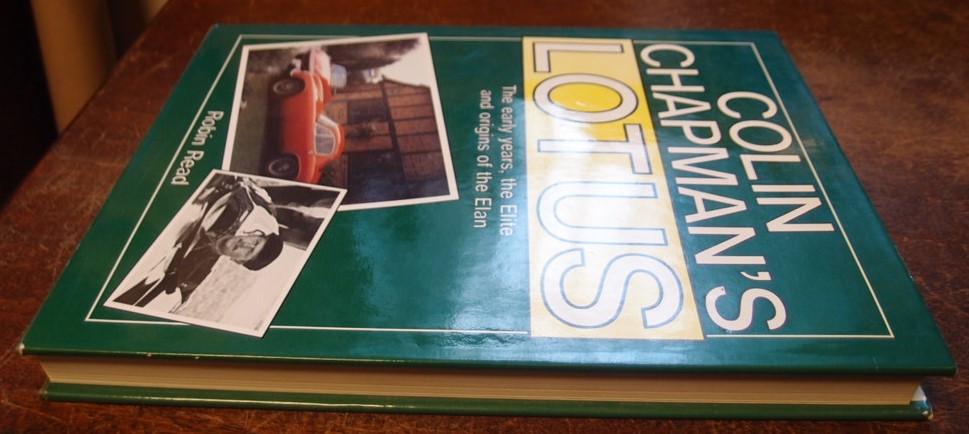 COLIN
CHAPMAN'S
LOTUS
The early years, the Elite
and origins of the Elan
Robin Read